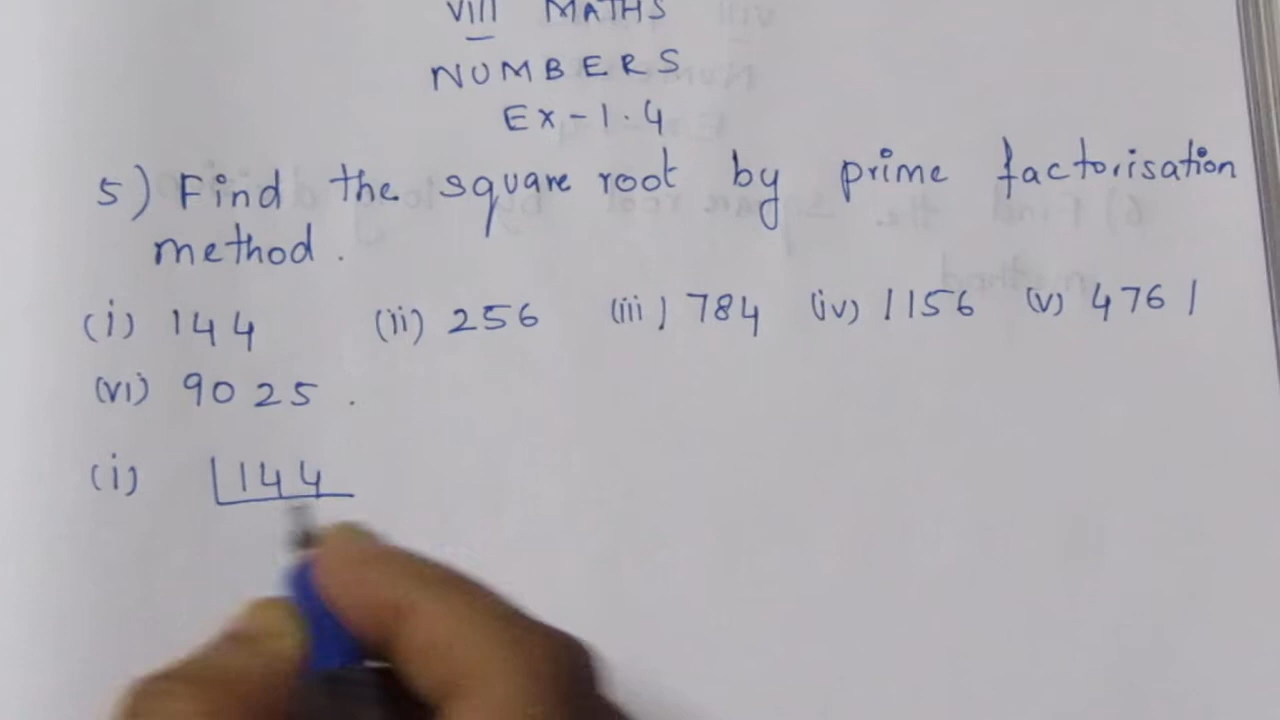 VIII MATHS
NUMBERS
Ex-1.4
5) Find the square root by prime factorisation
method.
(i) 144 (ii) 256 (iii) 784 (iv) 1156 (v) 4761
(vi) 9025.
(i) 144